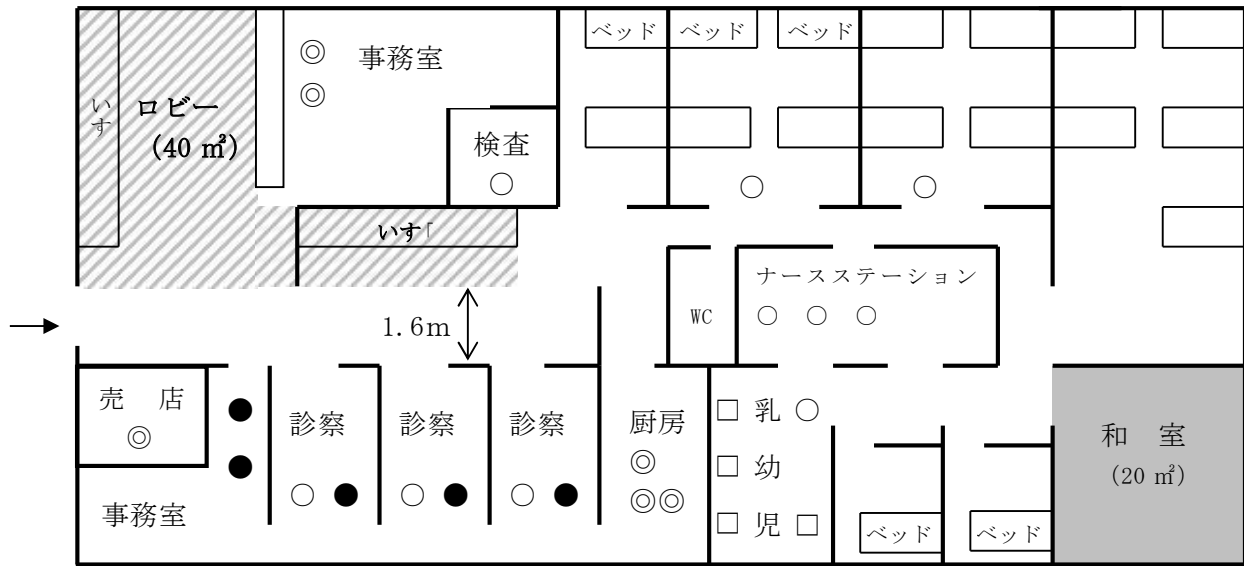 ベッド
ベッド
ベッド
事務室
いす
ロビー
(40 ㎡)
検査
いす「
ナースステーション
WC
1.6m
売 店
診察
診察
診察
厨房
乳
幼
児
和 室
(20 ㎡)
事務室
ベッド
ベッド